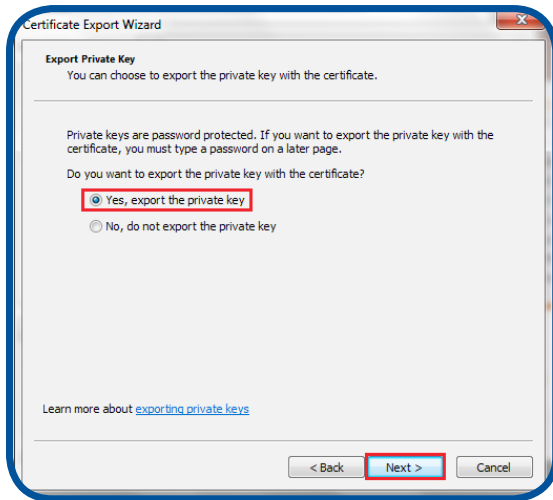 Certificate Export Wizard
X
Export Private Key
You can choose to export the private key with the certificate.
Private keys are password protected. If you want to export the private key with the
certificate, you must type a password on a later page.
Do you want to export the private key with the certificate?
Yes, export the private key
No, do not export the private key
Learn more about exporting private keys
< Back Next > Cancel